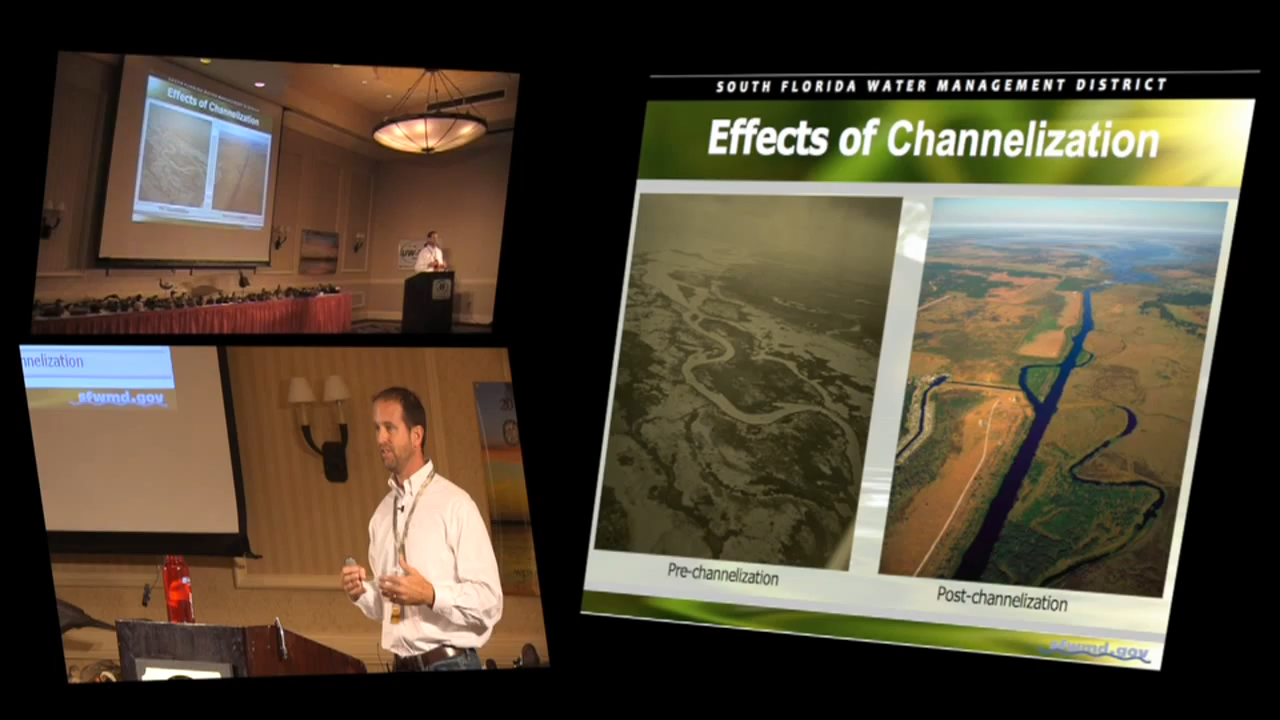 Effects of Channelization
nnelization
sfwmd.gov
20
SOUTH FLORIDA WATER MANAGEMENT DISTRICT
Effects of Channelization
Pre-channelization
Post-channelization
sfwmd.gov